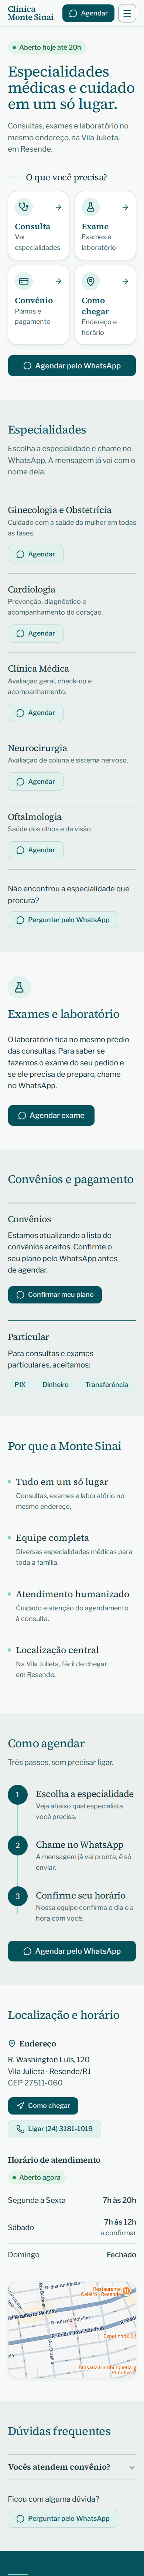 Clínica
Monte Sinai
Agendar
Aberto hoje até 20h
Especialidades
médicas e cuidado
em um só lugar.
Consultas, exames e laboratório no
mesmo endereço, na Vila Julieta,
em Resende.
O que você precisa?
Consulta
Ver
especialidades
Exame
Exames e
laboratório
Convênio
Planos e
pagamento
Como
chegar
Endereço e
horário
Agendar pelo WhatsApp
Especialidades
Escolha a especialidade e chame no
WhatsApp. A mensagem já vai com o
nome dela.
Ginecologia e Obstetrícia
Cuidado com a saúde da mulher em todas
as fases.
Agendar
Cardiologia
Prevenção, diagnóstico e
acompanhamento do coração.
Agendar
Clínica Médica
Avaliação geral, check-up e
acompanhamento.
Agendar
Neurocirurgia
Avaliação de coluna e sistema nervoso.
Agendar
Oftalmologia
Saúde dos olhos e da visão.
Agendar
Não encontrou a especialidade que
procura?
Perguntar pelo WhatsApp
Exames e laboratório
O laboratório fica no mesmo prédio
das consultas. Para saber se
fazemos o exame do seu pedido e
se ele precisa de preparo, chame
no WhatsApp.
Agendar exame
Convênios e pagamento
Convênios
Estamos atualizando a lista de
convênios aceitos. Confirme o
seu plano pelo WhatsApp antes
de agendar.
Confirmar meu plano
Particular
Para consultas e exames
particulares, aceitamos:
PIX
Dinheiro
Transferência
Por que a Monte Sinai
Tudo em um só lugar
Consultas, exames e laboratório no
mesmo endereço.
Equipe completa
Diversas especialidades médicas para
toda a família.
Atendimento humanizado
Cuidado e atenção do agendamento
à consulta.
Localização central
Na Vila Julieta, fácil de chegar
em Resende.
Como agendar
Três passos, sem precisar ligar.
1
Escolha a especialidade
Veja abaixo qual especialista
você precisa.
2
Chame no WhatsApp
A mensagem já vai pronta, é só
enviar.
3
Confirme seu horário
Nossa equipe confirma o dia e a
hora com você.
Agendar pelo WhatsApp
Localização e horário
Endereço
R. Washington Luís, 120
Vila Julieta · Resende/RJ
CEP 27511-060
Como chegar
Ligar (24) 3181-1019
Horário de atendimento
Aberto agora
Segunda a Sexta
7h às 20h
Sábado
7h às 12h
a confirmar
Domingo
Fechado
Restaurante
R. Padre José Sandrup
Dúvidas frequentes
Vocês atendem convênio?
Ficou com alguma dúvida?
Perguntar pelo WhatsApp